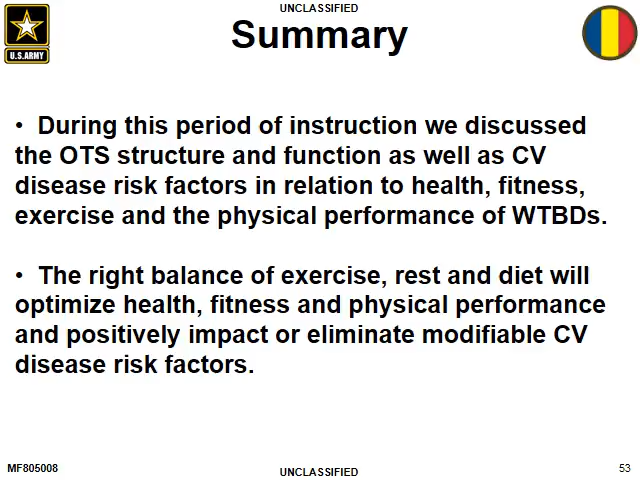 UNCLASSIFIED
Summary
U.S.ARMY
• During this period of instruction we discussed
the OTS structure and function as well as CV
disease risk factors in relation to health, fitness,
exercise and the physical performance of WTBDs.
• The right balance of exercise, rest and diet will
optimize health, fitness and physical performance
and positively impact or eliminate modifiable CV
disease risk factors.
MF805008
UNCLASSIFIED
53